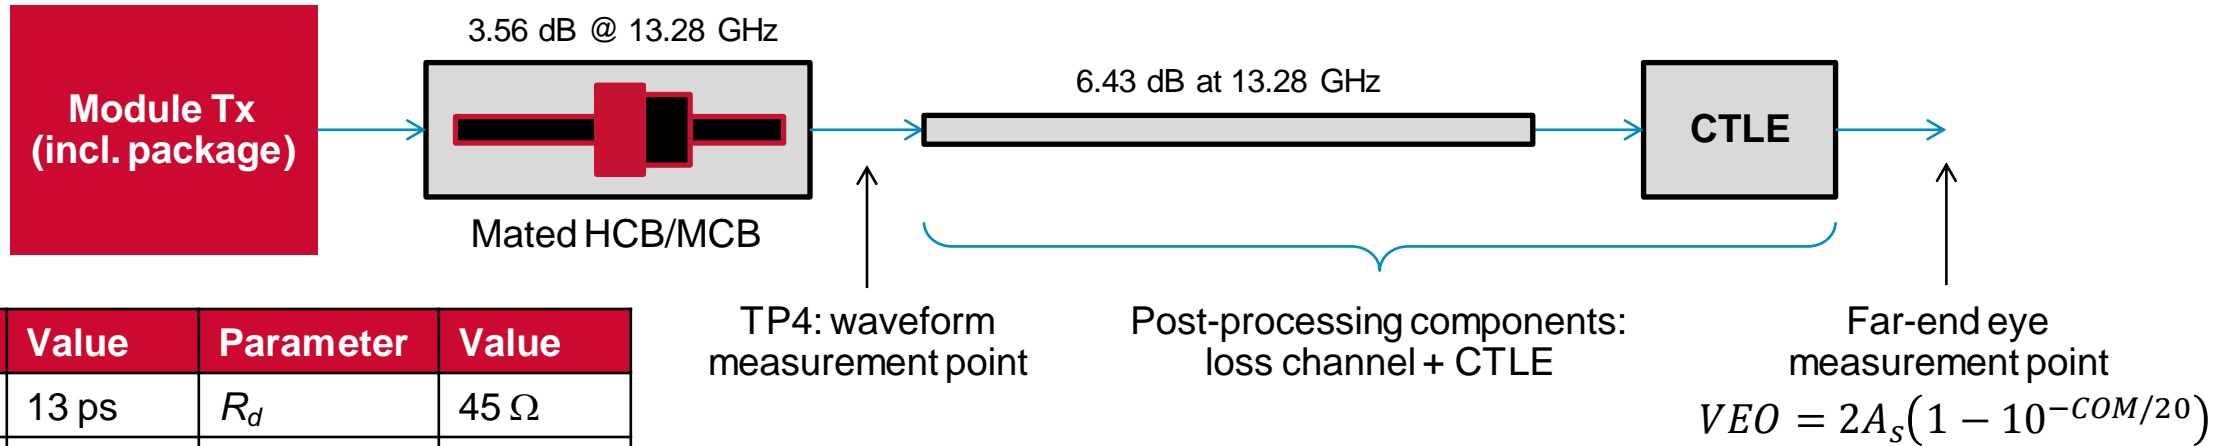 3.56 dB @ 13.28 GHz
Module Tx
(incl. package)
6.43 dB at 13.28 GHz
CTLE
Mated HCB/MCB
TP4: waveform
measurement point
Post-processing components:
loss channel + CTLE
Far-end eye
measurement point
VEO = 2A_s(1 − 10^{−COM/20})
Value Parameter Value
13 ps R_d 45 Ω